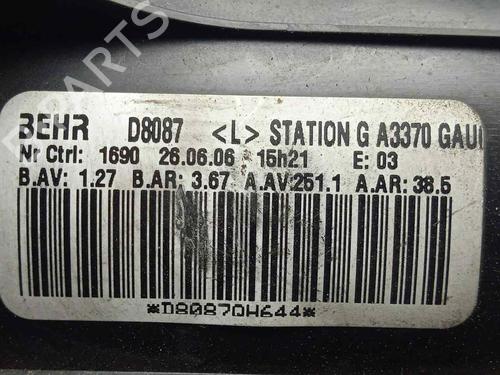 BEHR D8087 <L> STATION G A3370 GAU
Nr Ctrl: 1690 26.06.06 15h21 E: 03
B.AV: 1.27 B.AR: 3.67 A.AV:251.1 A.AR: 38.5
*D8087QH644*